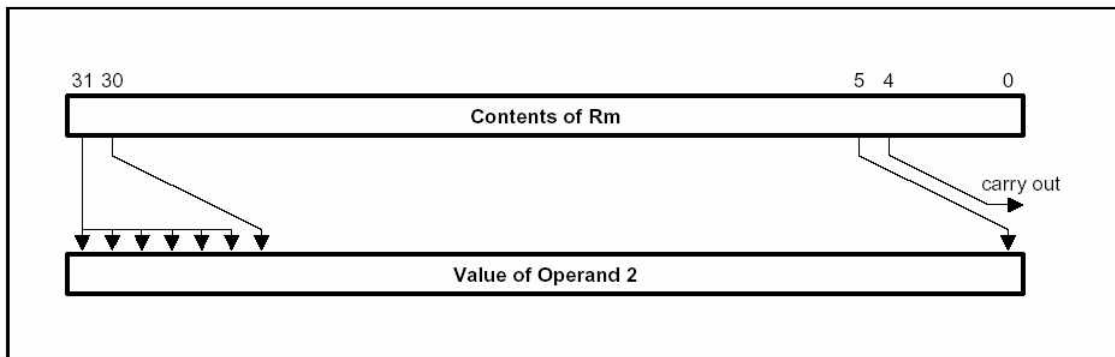 31 30 5 4 0
Contents of Rm
carry out
Value of Operand 2